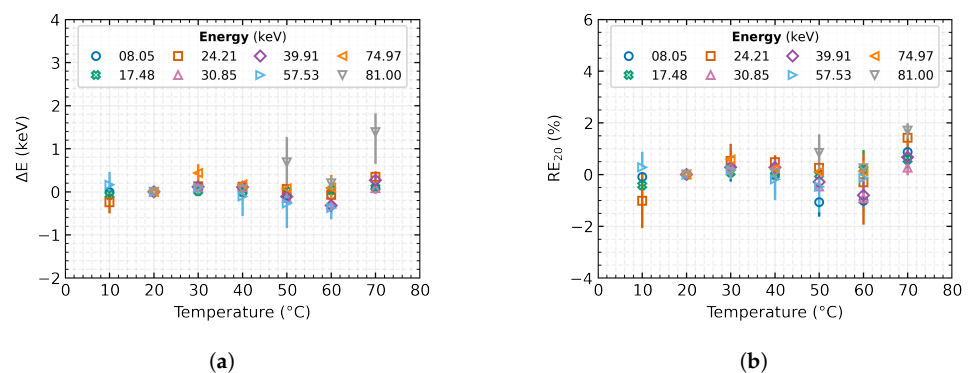 Energy (keV)
08.05 24.21 39.91 74.97
17.48 30.85 57.53 81.00
ΔE (keV)
4
3
2
1
0
−1
−2
0 10 20 30 40 50 60 70 80
Temperature (°C)
(a)
Energy (keV)
08.05 24.21 39.91 74.97
17.48 30.85 57.53 81.00
RE20 (%)
6
4
2
0
−2
−4
0 10 20 30 40 50 60 70 80
Temperature (°C)
(b)